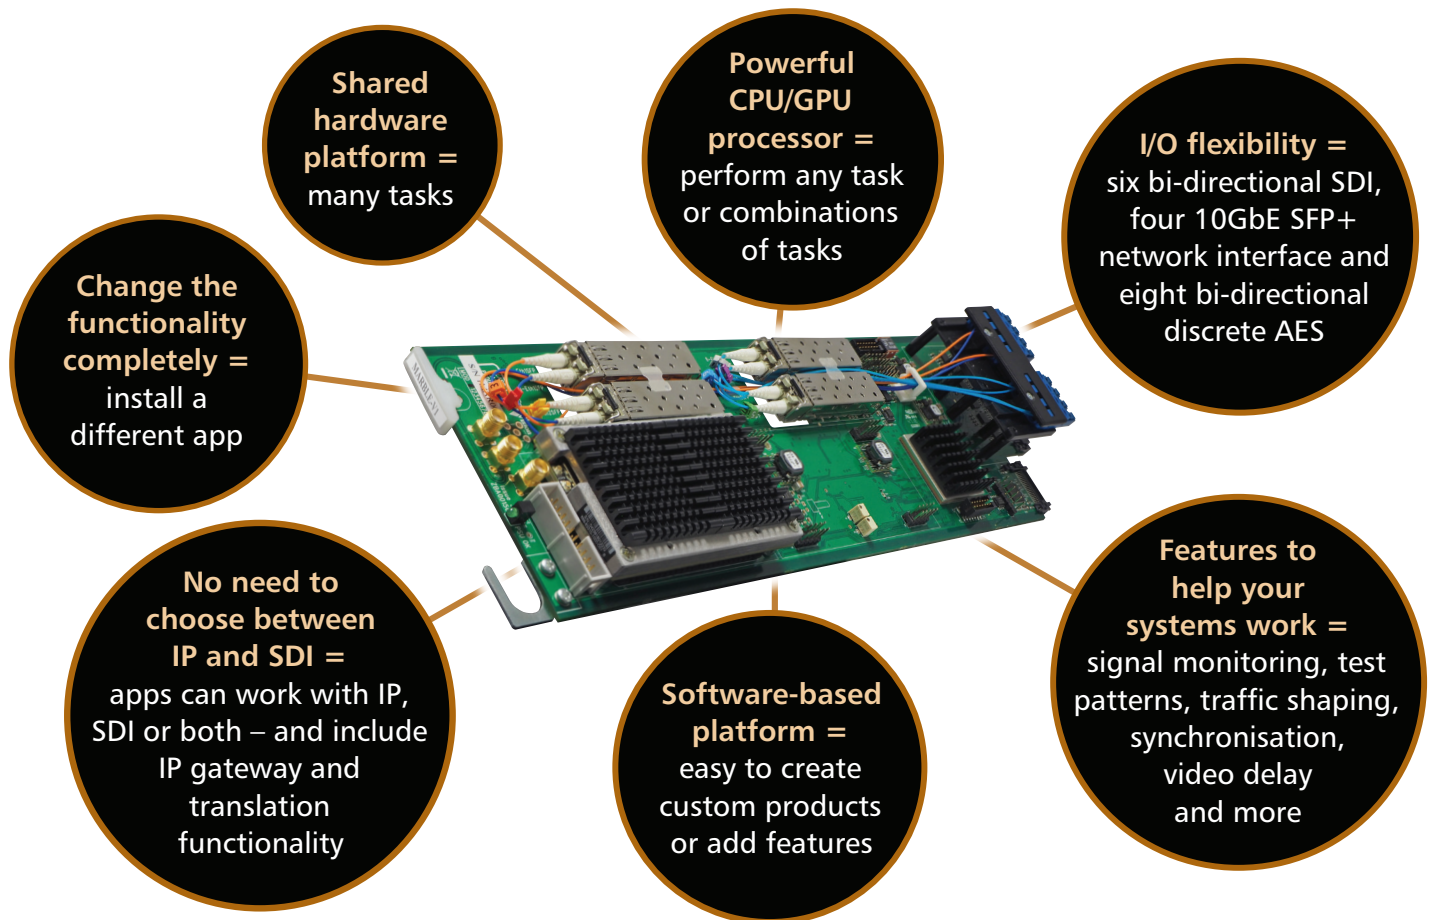 Shared
hardware
platform =
many tasks
Powerful
CPU/GPU
processor =
perform any task
or combinations
of tasks
I/O flexibility =
six bi-directional SDI,
four 10GbE SFP+
network interface and
eight bi-directional
discrete AES
Change the
functionality
completely =
install a
different app
MARBLE-V1
No need to
choose between
IP and SDI =
apps can work with IP,
SDI or both – and include
IP gateway and
translation
functionality
Software-based
platform =
easy to create
custom products
or add features
Features to
help your
systems work =
signal monitoring, test
patterns, traffic shaping,
synchronisation,
video delay
and more